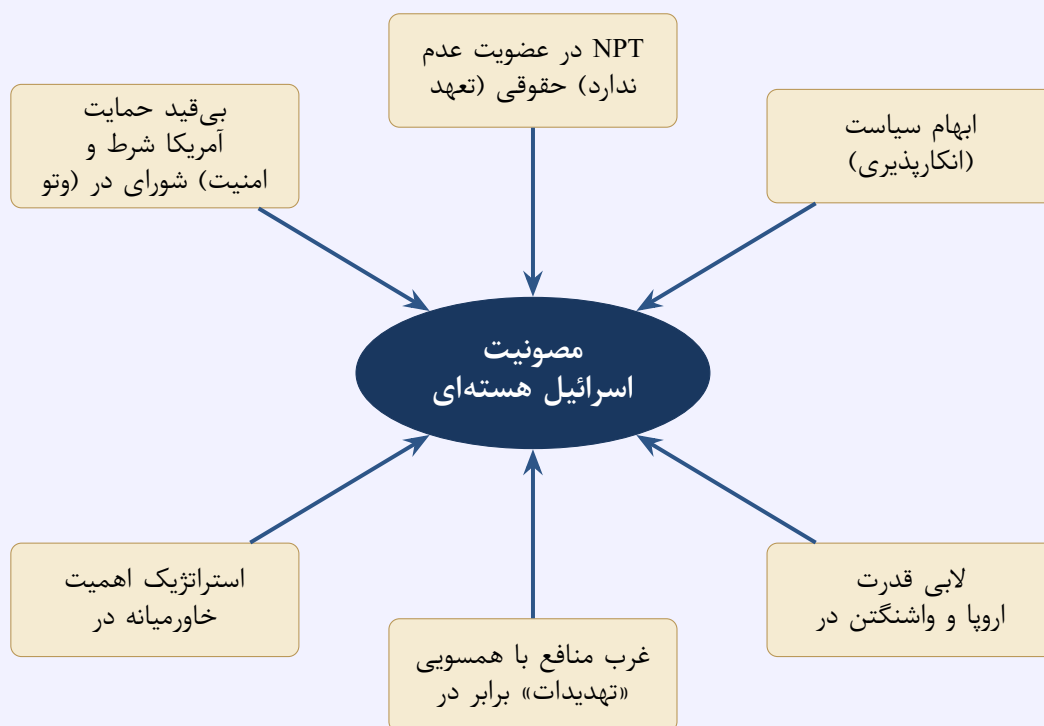 NPT در عضویت عدم
ندارد) حقوقی (تعهد
ابهام سیاست
(انکارپذیری)
بی‌قید حمایت
آمریکا شرط و
امنیت) شورای در (وتو
مصونیت
اسرائیل هسته‌ای
لابی قدرت
اروپا و واشنگتن در
استراتژیک اهمیت
خاورمیانه در
غرب منافع با همسویی
«تهدیدات» برابر در